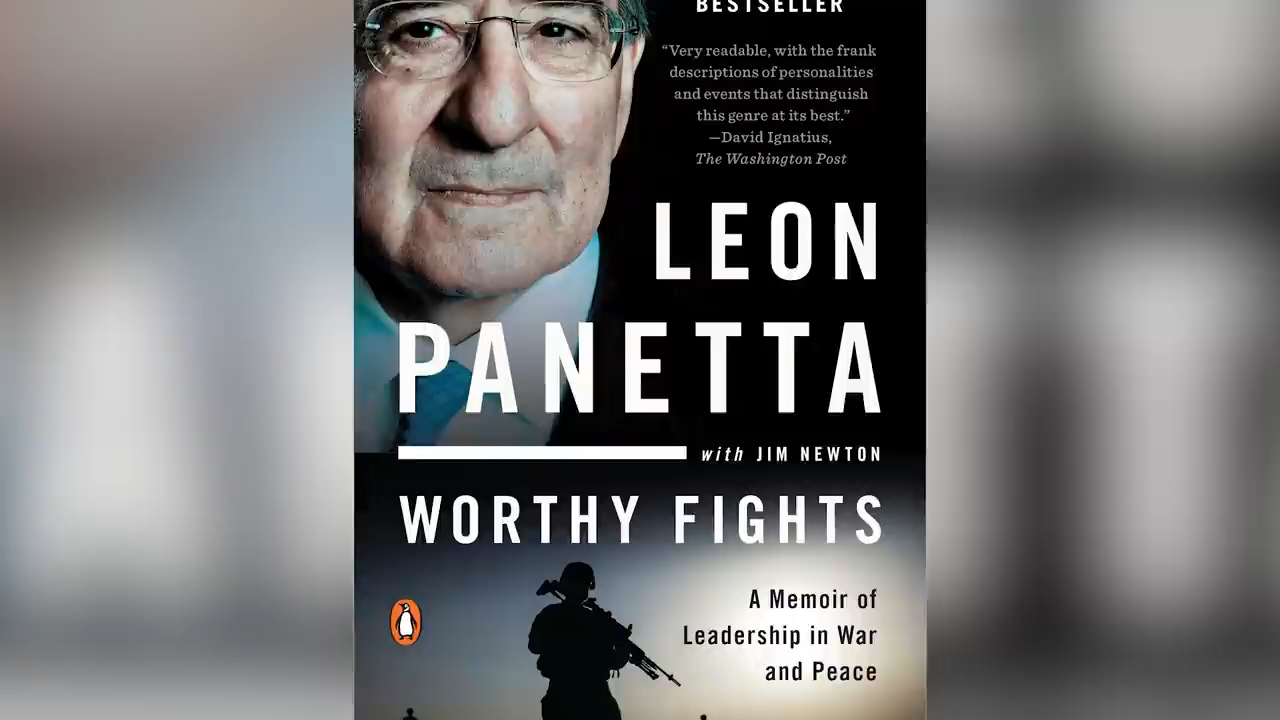 BESTSELLER
“Very readable, with the frank
descriptions of personalities
and events that distinguish
this genre at its best.”
—David Ignatius,
The Washington Post
LEON
PANETTA
with JIM NEWTON
WORTHY FIGHTS
A Memoir of
Leadership in War
and Peace